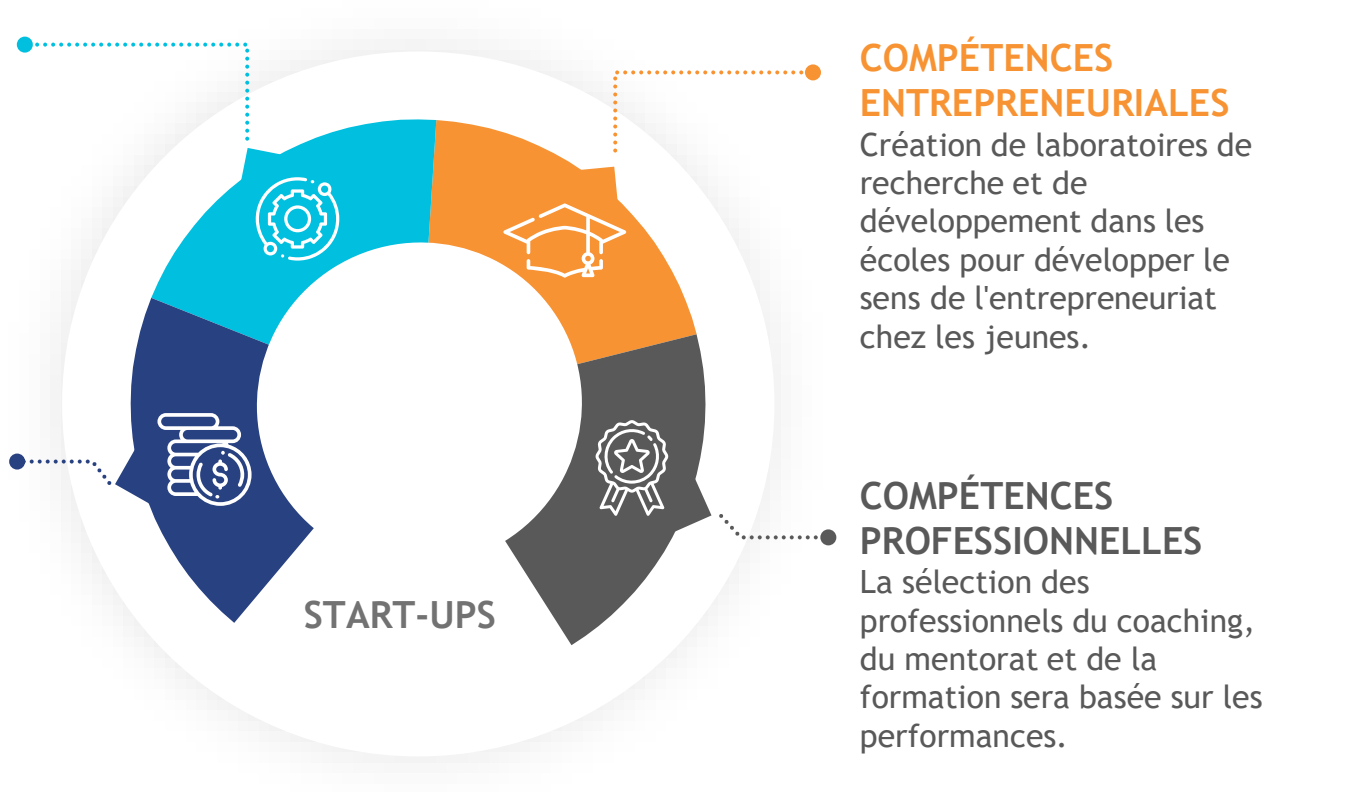 COMPÉTENCES
ENTREPRENEURIALES
Création de laboratoires de
recherche et de
développement dans les
écoles pour développer le
sens de l'entrepreneuriat
chez les jeunes.
COMPÉTENCES
PROFESSIONNELLES
La sélection des
professionnels du coaching,
du mentorat et de la
formation sera basée sur les
performances.
START-UPS
$